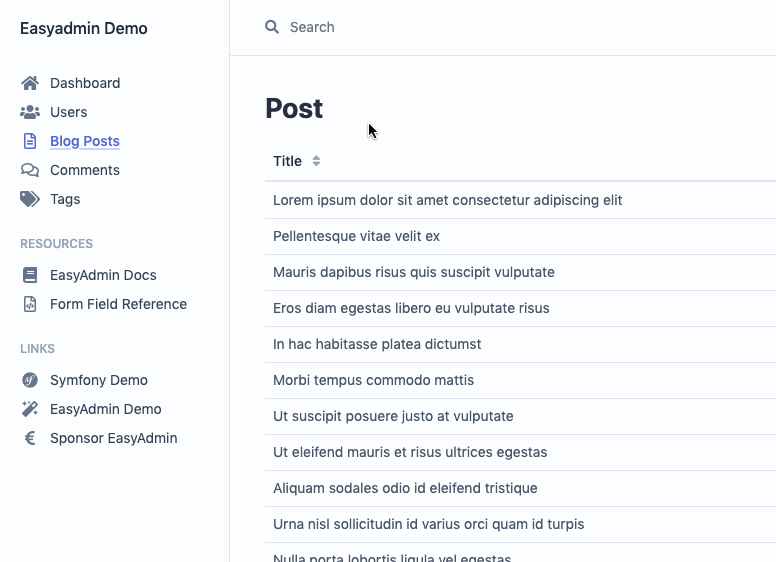 Easyadmin Demo
Search
Dashboard
Users
Blog Posts
Comments
Tags
RESOURCES
EasyAdmin Docs
Form Field Reference
LINKS
Symfony Demo
EasyAdmin Demo
Sponsor EasyAdmin
Post
Title
Lorem ipsum dolor sit amet consectetur adipiscing elit
Pellentesque vitae velit ex
Mauris dapibus risus quis suscipit vulputate
Eros diam egestas libero eu vulputate risus
In hac habitasse platea dictumst
Morbi tempus commodo mattis
Ut suscipit posuere justo at vulputate
Ut eleifend mauris et risus ultrices egestas
Aliquam sodales odio id eleifend tristique
Urna nisl sollicitudin id varius orci quam id turpis
Nulla porta lobortis ligula vel egestas